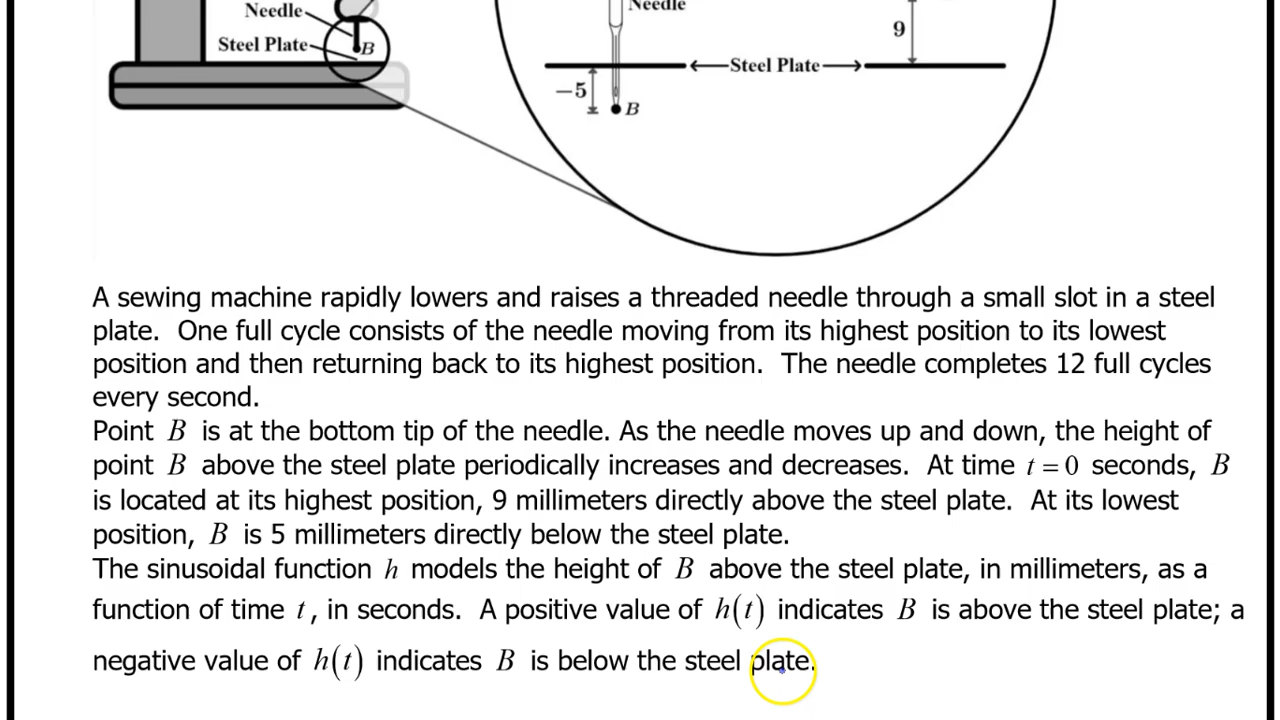 Needle
Steel Plate
B
Needle
9
Steel Plate
−5
B
A sewing machine rapidly lowers and raises a threaded needle through a small slot in a steel
plate. One full cycle consists of the needle moving from its highest position to its lowest
position and then returning back to its highest position. The needle completes 12 full cycles
every second.
Point B is at the bottom tip of the needle. As the needle moves up and down, the height of
point B above the steel plate periodically increases and decreases. At time t = 0 seconds, B
is located at its highest position, 9 millimeters directly above the steel plate. At its lowest
position, B is 5 millimeters directly below the steel plate.
The sinusoidal function h models the height of B above the steel plate, in millimeters, as a
function of time t, in seconds. A positive value of h(t) indicates B is above the steel plate; a
negative value of h(t) indicates B is below the steel plate.